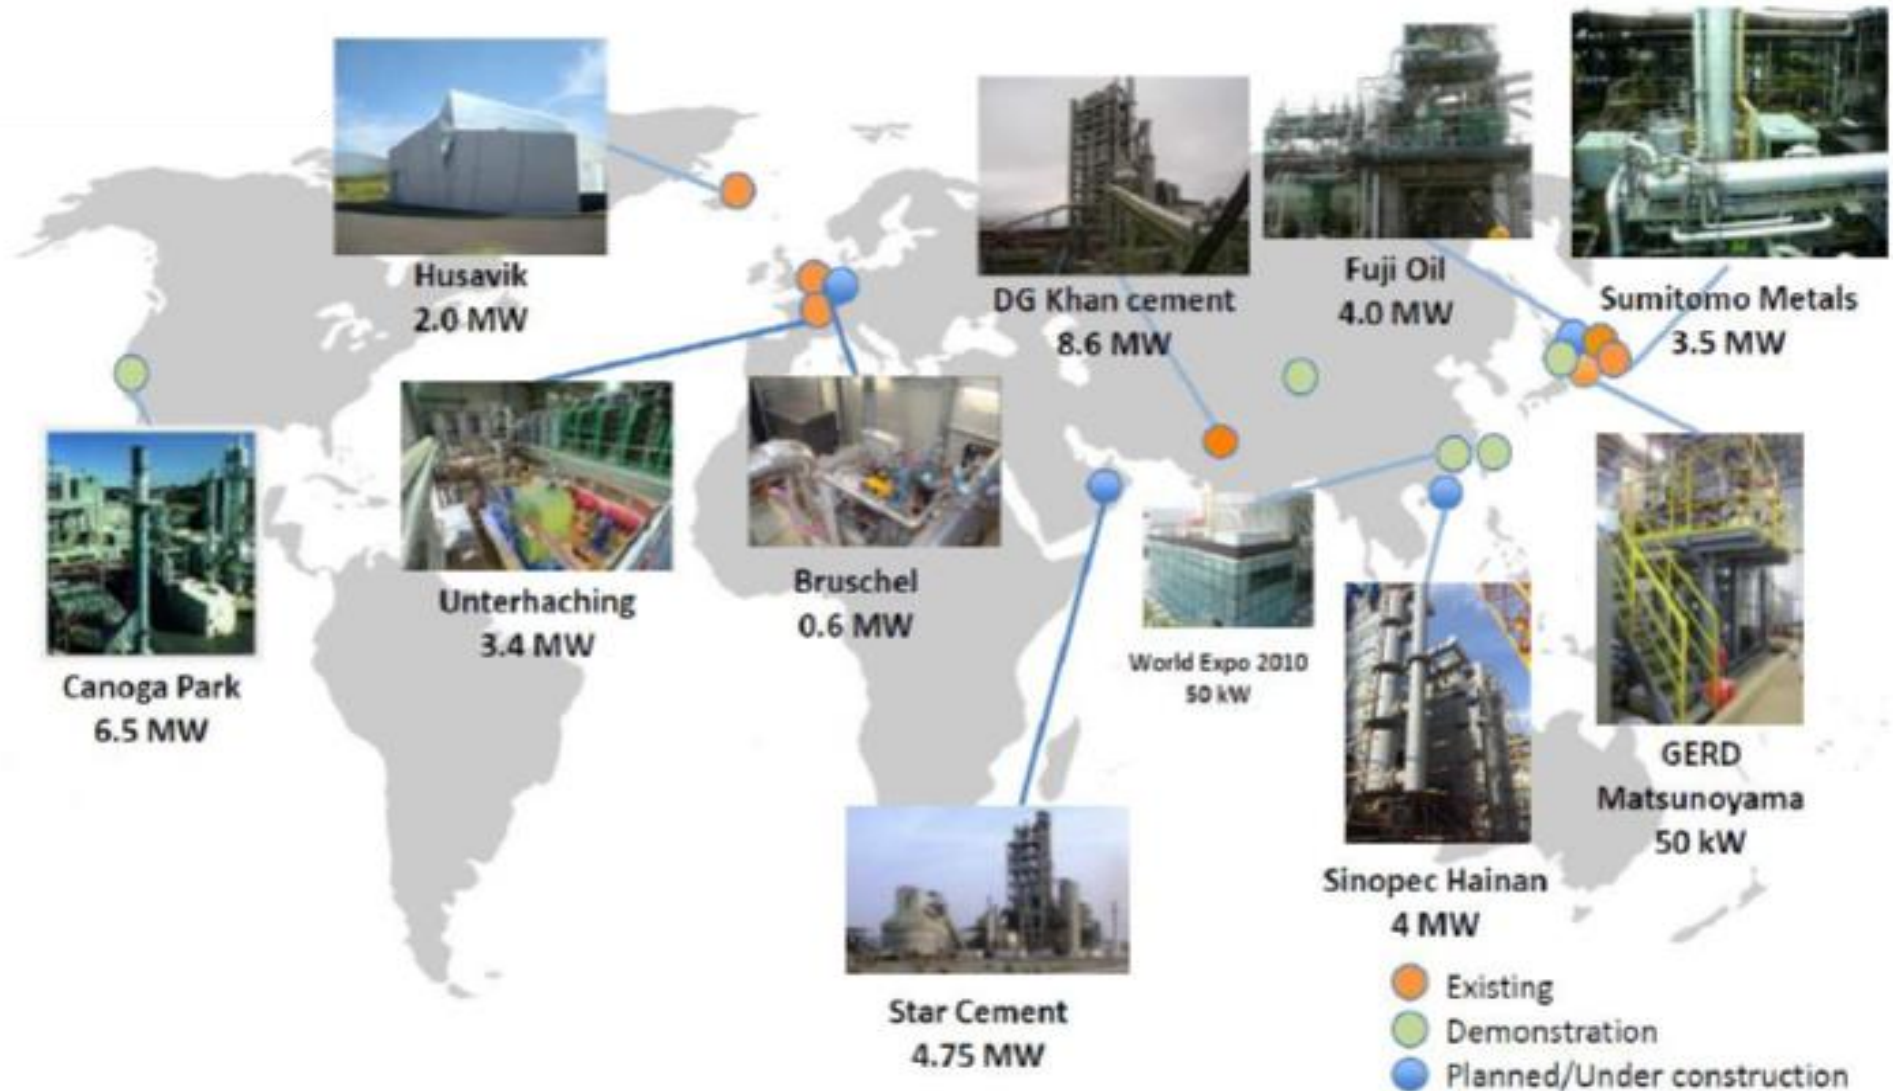 Husavik
2.0 MW
DG Khan cement
8.6 MW
Fuji Oil
4.0 MW
Sumitomo Metals
3.5 MW
Canoga Park
6.5 MW
Unterhaching
3.4 MW
Bruschel
0.6 MW
World Expo 2010
50 kW
GERD
Matsunoyama
50 kW
Sinopec Hainan
4 MW
Star Cement
4.75 MW
Existing
Demonstration
Planned/Under construction